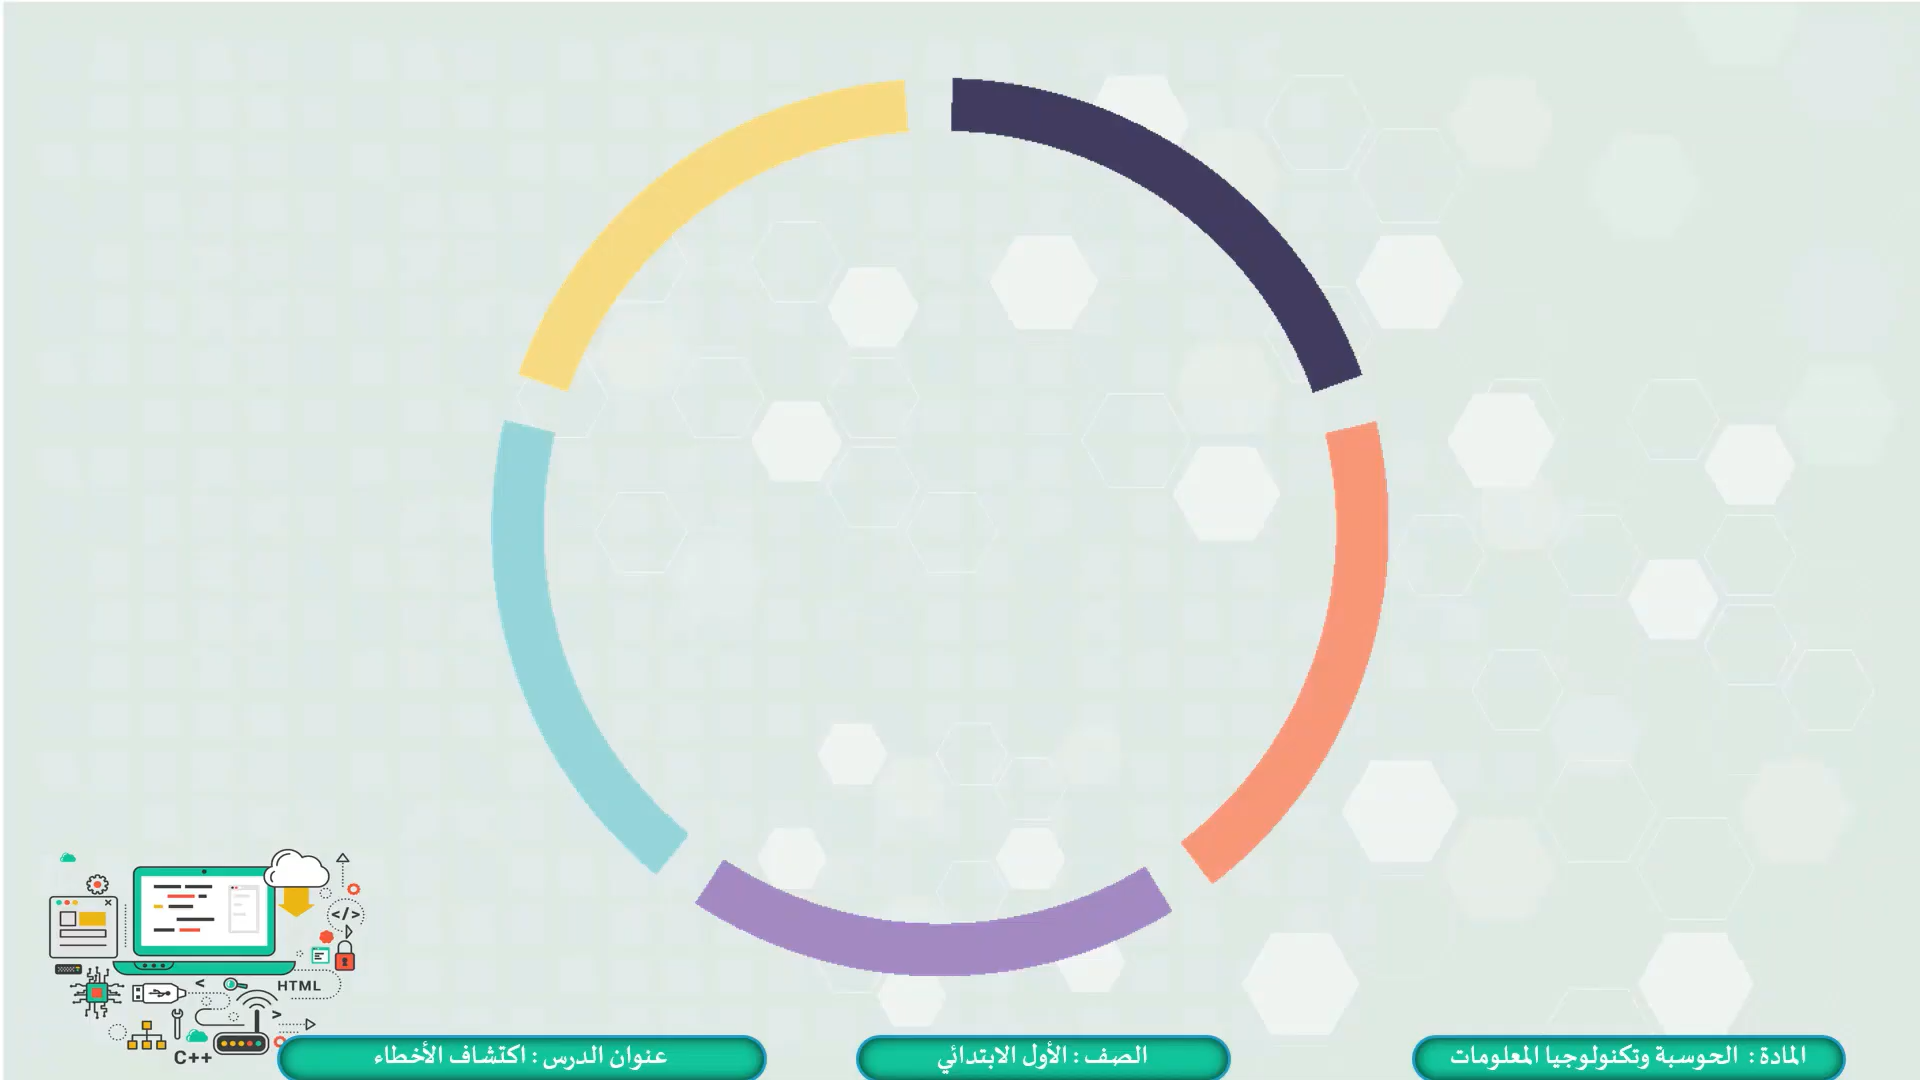 </>
HTML
C++
المادة : الحوسبة وتكنولوجيا المعلومات
الصف : الأول الابتدائي
عنوان الدرس : اكتشاف الأخطاء